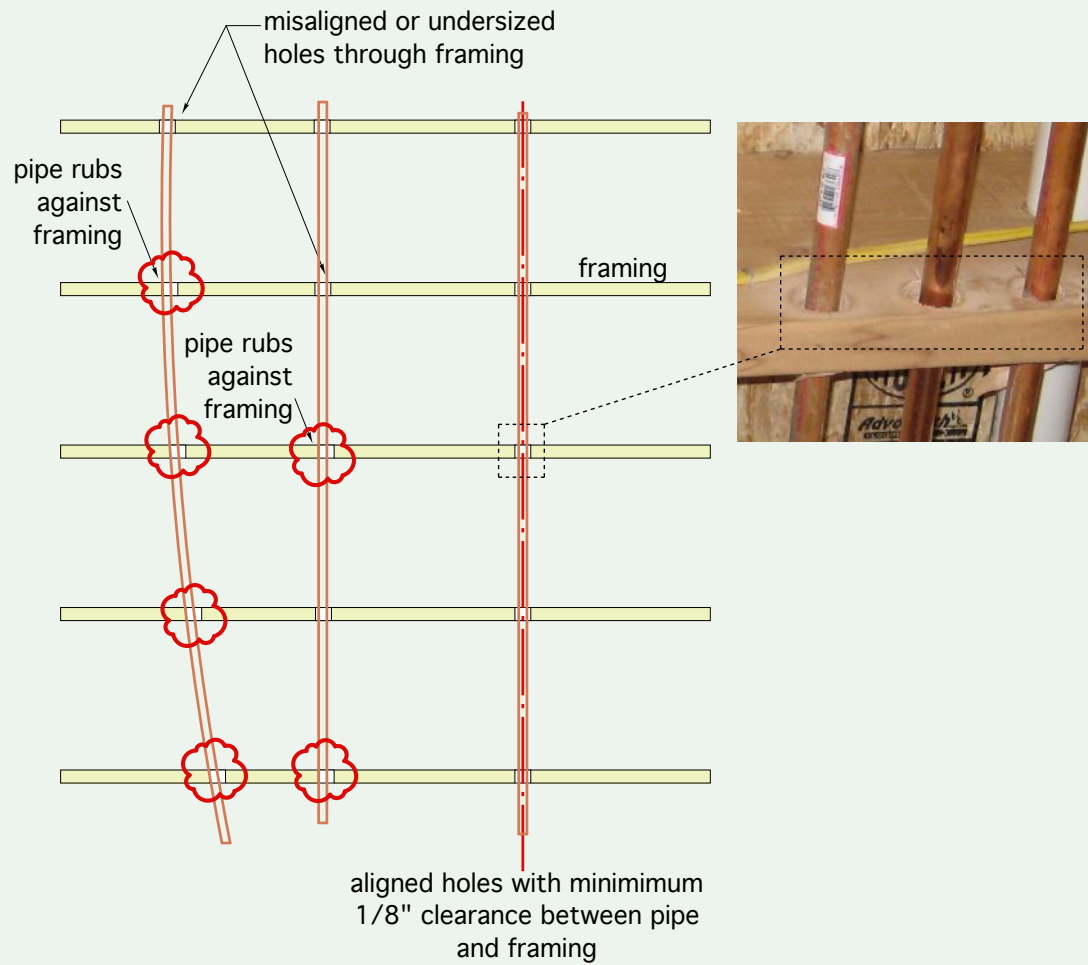 misaligned or undersized
holes through framing
pipe rubs
against
framing
framing
pipe rubs
against
framing
aligned holes with minimimum
1/8" clearance between pipe
and framing